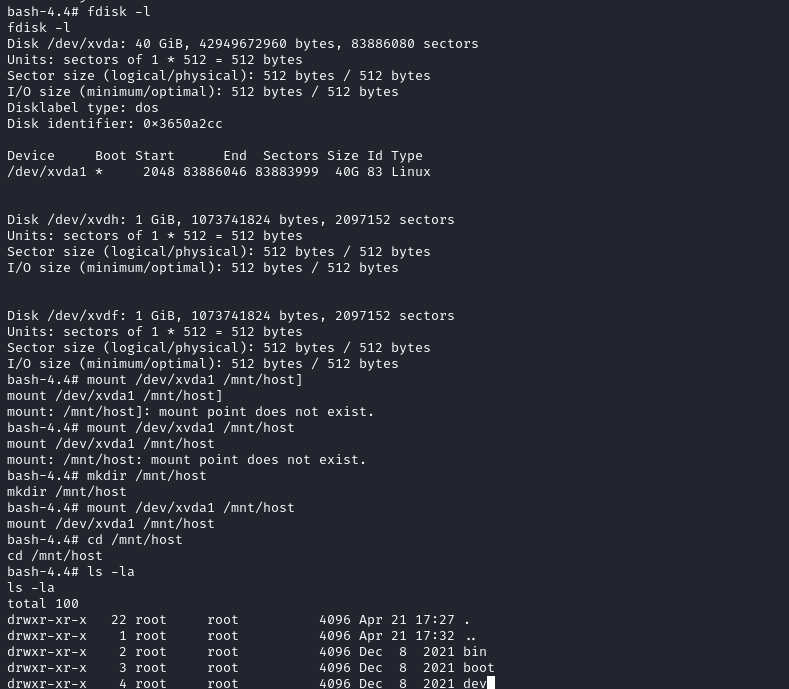 bash-4.4# fdisk -l
fdisk -l
Disk /dev/xvda: 40 GiB, 42949672960 bytes, 83886080 sectors
Units: sectors of 1 * 512 = 512 bytes
Sector size (logical/physical): 512 bytes / 512 bytes
I/O size (minimum/optimal): 512 bytes / 512 bytes
Disklabel type: dos
Disk identifier: 0×3650a2cc

Device     Boot Start      End  Sectors Size Id Type
/dev/xvda1 *     2048 83886046 83883999  40G 83 Linux


Disk /dev/xvdh: 1 GiB, 1073741824 bytes, 2097152 sectors
Units: sectors of 1 * 512 = 512 bytes
Sector size (logical/physical): 512 bytes / 512 bytes
I/O size (minimum/optimal): 512 bytes / 512 bytes


Disk /dev/xvdf: 1 GiB, 1073741824 bytes, 2097152 sectors
Units: sectors of 1 * 512 = 512 bytes
Sector size (logical/physical): 512 bytes / 512 bytes
I/O size (minimum/optimal): 512 bytes / 512 bytes
bash-4.4# mount /dev/xvda1 /mnt/host]
mount /dev/xvda1 /mnt/host]
mount: /mnt/host]: mount point does not exist.
bash-4.4# mount /dev/xvda1 /mnt/host
mount /dev/xvda1 /mnt/host
mount: /mnt/host: mount point does not exist.
bash-4.4# mkdir /mnt/host
mkdir /mnt/host
bash-4.4# mount /dev/xvda1 /mnt/host
mount /dev/xvda1 /mnt/host
bash-4.4# cd /mnt/host
cd /mnt/host
bash-4.4# ls -la
ls -la
total 100
drwxr-xr-x   22 root     root          4096 Apr 21 17:27 .
drwxr-xr-x    1 root     root          4096 Apr 21 17:32 ..
drwxr-xr-x    2 root     root          4096 Dec  8  2021 bin
drwxr-xr-x    3 root     root          4096 Dec  8  2021 boot
drwxr-xr-x    4 root     root          4096 Dec  8  2021 dev